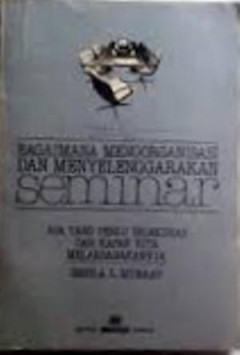 BAGAIMANA MENGORGANISASI
DAN MENYELENGGARAKAN
seminar
APA YANG PERLU DILAKUKAN
DAN KAPAN KITA
MELAKSANAKANNYA
SHEILA L. MURRAY